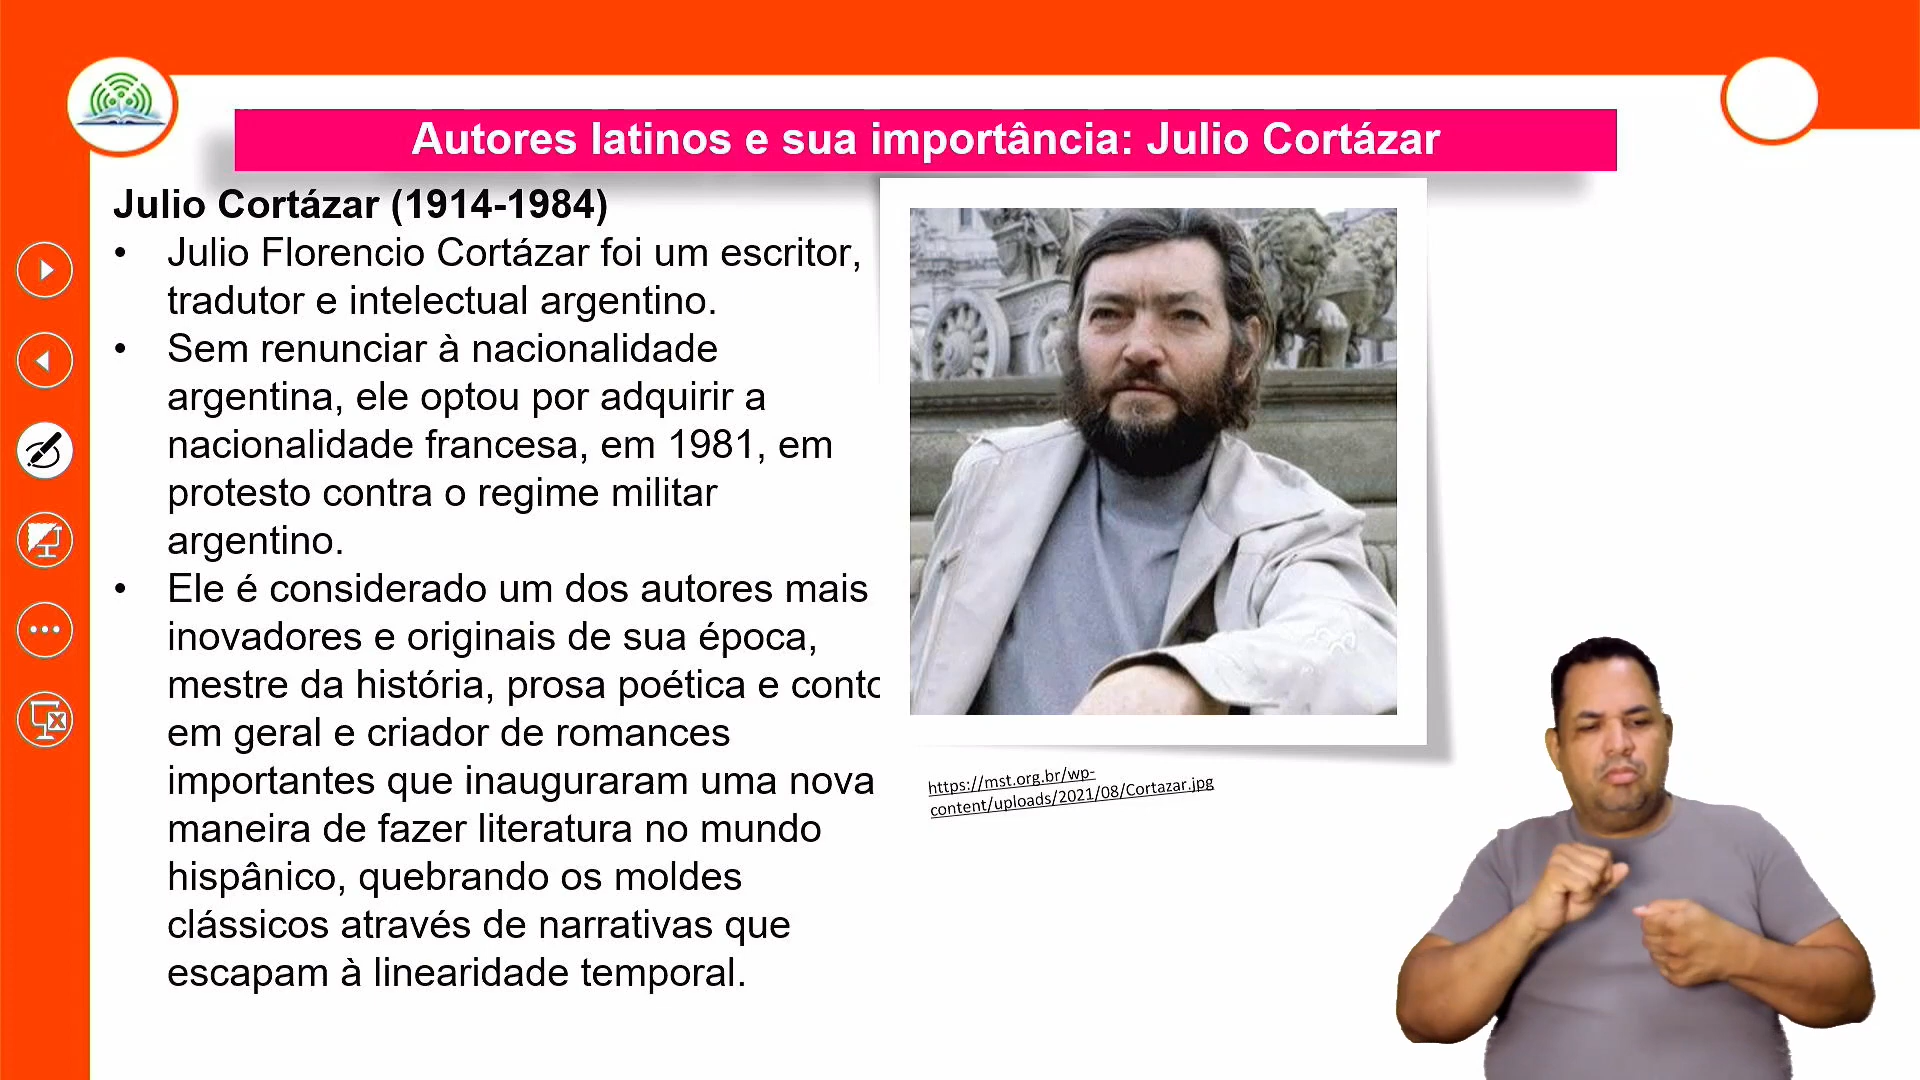 Autores latinos e sua importância: Julio Cortázar
Julio Cortázar (1914-1984)
• Julio Florencio Cortázar foi um escritor,
tradutor e intelectual argentino.
• Sem renunciar à nacionalidade
argentina, ele optou por adquirir a
nacionalidade francesa, em 1981, em
protesto contra o regime militar
argentino.
• Ele é considerado um dos autores mais
inovadores e originais de sua época,
mestre da história, prosa poética e conto
em geral e criador de romances
importantes que inauguraram uma nova
maneira de fazer literatura no mundo
hispânico, quebrando os moldes
clássicos através de narrativas que
escapam à linearidade temporal.
https://mst.org.br/wp-
content/uploads/2021/08/Cortazar.jpg